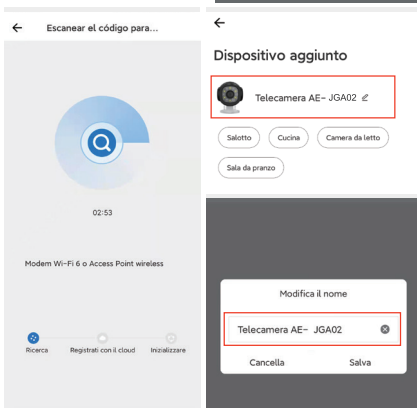 Escanear el código para...
02:53
Modem Wi-Fi 6 o Access Point wireless
Ricerca
Registrati con il cloud
Inizializzare
Dispositivo aggiunto
Telecamera AE- JGA02
Salotto
Cucina
Camera da letto
Sala da pranzo
Modifica il nome
Telecamera AE- JGA02
Cancella
Salva